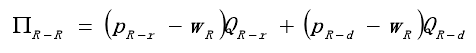 Π_{R-R} = (p_{R-x} - w_R)Q_{R-x} + (p_{R-d} - w_R)Q_{R-d}